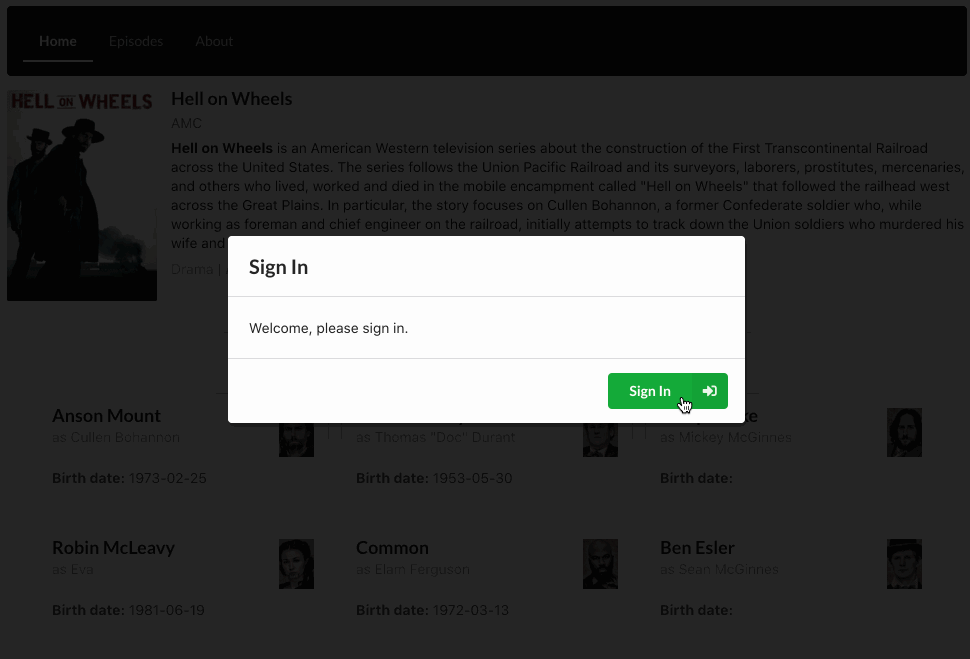 Home Episodes About
HELL ON WHEELS
Hell on Wheels
AMC
Hell on Wheels is an American Western television series about the construction of the First Transcontinental Railroad
across the United States. The series follows the Union Pacific Railroad and its surveyors, laborers, prostitutes, mercenaries,
and others who lived, worked and died in the mobile encampment called "Hell on Wheels" that followed the railhead west
across the Great Plains. In particular, the story focuses on Cullen Bohannon, a former Confederate soldier who, while
working as foreman and chief engineer on the railroad, initially attempts to track down the Union soldiers who murdered his
wife and
Drama |
Sign In
Welcome, please sign in.
Sign In
Anson Mount
as Cullen Bohannon
Birth date: 1973-02-25
as Thomas "Doc" Durant
Birth date: 1953-05-30
as Mickey McGinnes
Birth date:
Robin McLeavy
as Eva
Birth date: 1981-06-19
Common
as Elam Ferguson
Birth date: 1972-03-13
Ben Esler
as Sean McGinnes
Birth date: